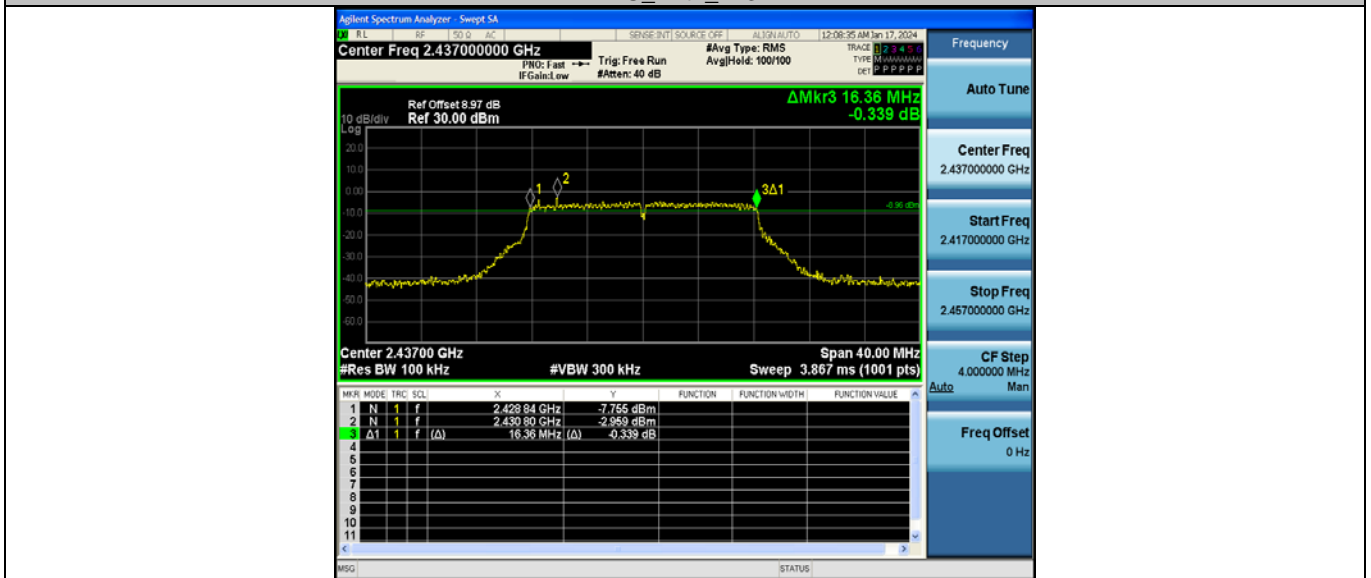 Agilent Spectrum Analyzer - Swept SA
RL RF 50 Ω AC SENSE:INT SOURCE OFF ALIGN AUTO 12:08:35 AM Jan 17, 2024
Center Freq 2.437000000 GHz
PNO: Fast
IFGain:Low
Trig: Free Run
#Atten: 40 dB
#Avg Type: RMS
Avg|Hold: 100/100
TRACE 1 2 3 4 5 6
TYPE M
DET P P P P P P
Frequency
Auto Tune
Center Freq
2.437000000 GHz
Start Freq
2.417000000 GHz
Stop Freq
2.457000000 GHz
CF Step
4.000000 MHz
Auto Man
Freq Offset
0 Hz
ΔMkr3 16.36 MHz
-0.339 dB
Ref Offset 8.97 dB
10 dB/div Ref 30.00 dBm
Log
20.0
10.0
0.00
-10.0
-20.0
-30.0
-40.0
-50.0
-60.0
1
2
3Δ1
-8.96 dBm
Center 2.43700 GHz Span 40.00 MHz
#Res BW 100 kHz #VBW 300 kHz Sweep 3.867 ms (1001 pts)
MKR MODE TRC SCL X Y FUNCTION FUNCTION WIDTH FUNCTION VALUE
1 N 1 f 2.428 84 GHz -7.755 dBm
2 N 1 f 2.430 80 GHz -2.959 dBm
3 Δ1 1 f (Δ) 16.36 MHz (Δ) -0.339 dB
4
5
6
7
8
9
10
11
MSG STATUS